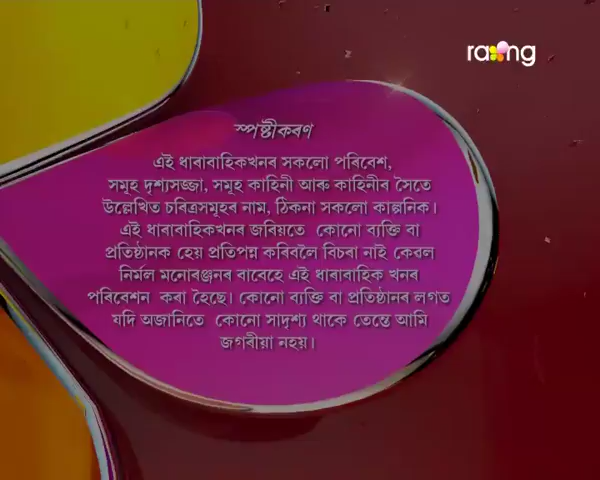 rang
স্পষ্টীকৰণ
এই ধাৰাবাহিকখনৰ সকলো পৰিবেশ,
সমূহ দৃশ্যসজ্জা, সমূহ কাহিনী আৰু কাহিনীৰ সৈতে
উল্লেখিত চৰিত্ৰসমূহৰ নাম, ঠিকনা সকলো কাল্পনিক।
এই ধাৰাবাহিকখনৰ জৰিয়তে কোনো ব্যক্তি বা
প্ৰতিষ্ঠানক হেয় প্ৰতিপন্ন কৰিবলৈ বিচৰা নাই কেৱল
নিৰ্মল মনোৰঞ্জনৰ বাবেহে এই ধাৰাবাহিক খনৰ
পৰিবেশন কৰা হৈছে। কোনো ব্যক্তি বা প্ৰতিষ্ঠানৰ লগত
যদি অজানিতে কোনো সাদৃশ্য থাকে তেন্তে আমি
জগৰীয়া নহয়।